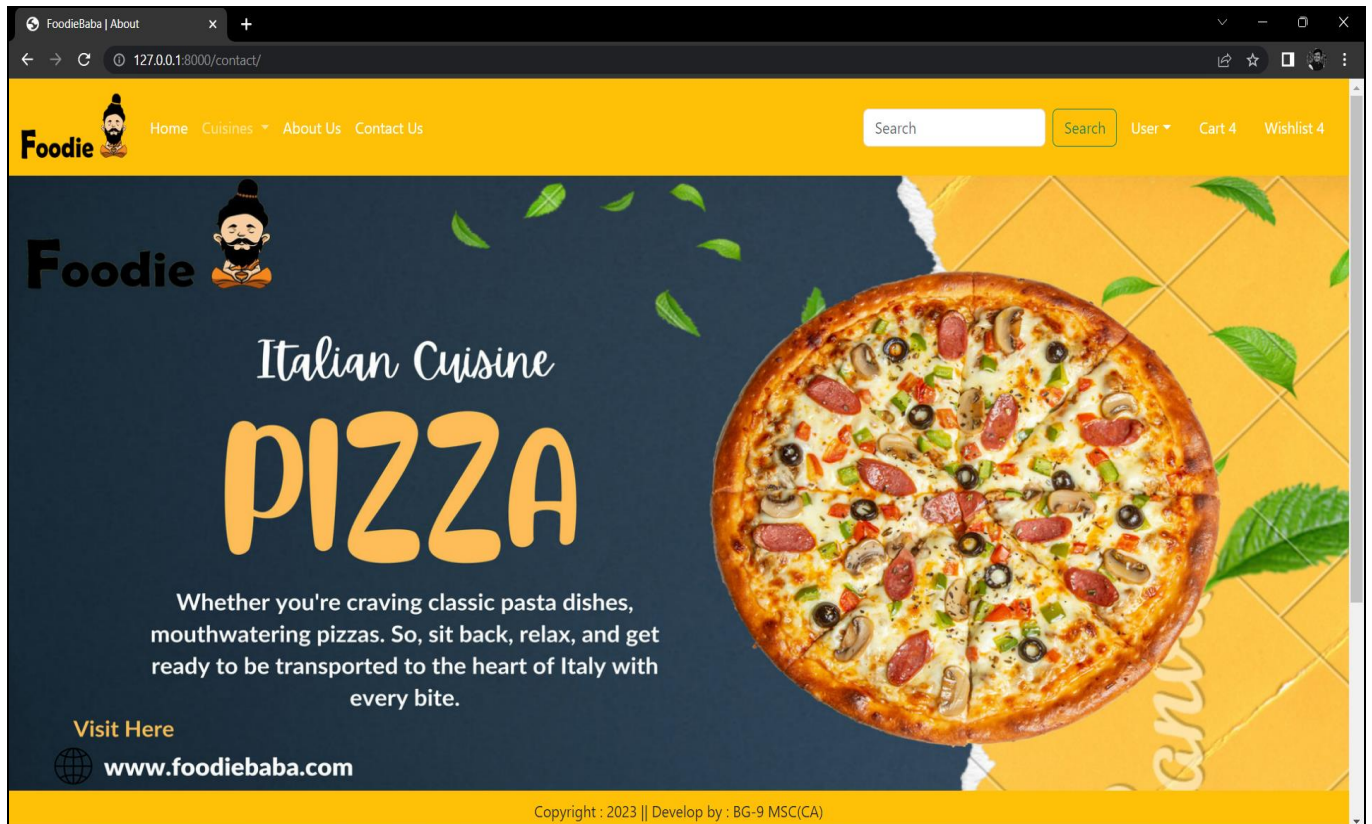 FoodieBaba | About
127.0.0.1:8000/contact/
Foodie Home Cuisines About Us Contact Us Search Search User Cart 4 Wishlist 4
Foodie
Italian Cuisine
PIZZA
Whether you're craving classic pasta dishes,
mouthwatering pizzas. So, sit back, relax, and get
ready to be transported to the heart of Italy with
every bite.
Visit Here
www.foodiebaba.com
Copyright : 2023 || Develop by : BG-9 MSC(CA)